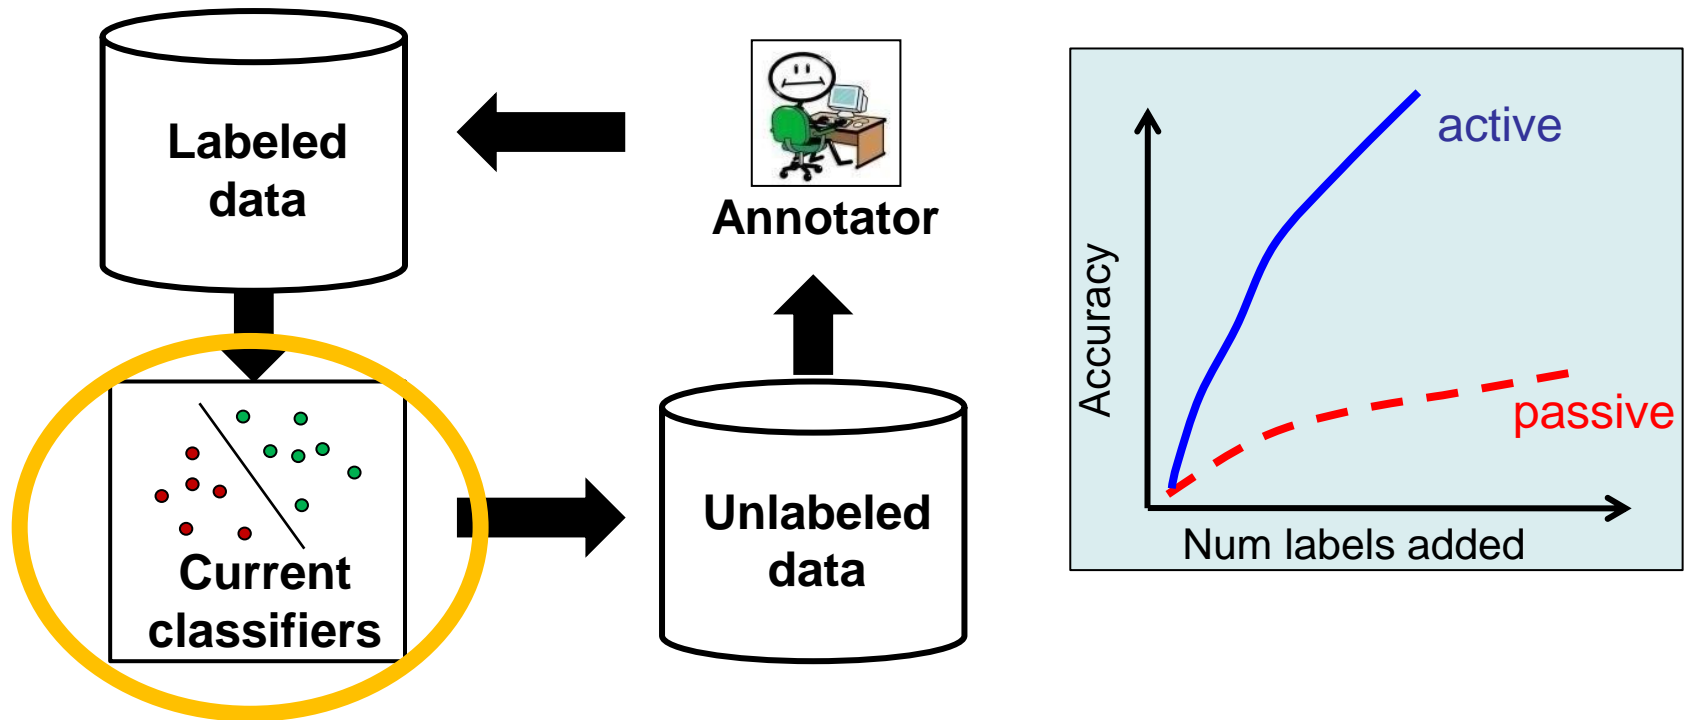 Labeled
data
Annotator
Current
classifiers
Unlabeled
data
Accuracy
active
passive
Num labels added